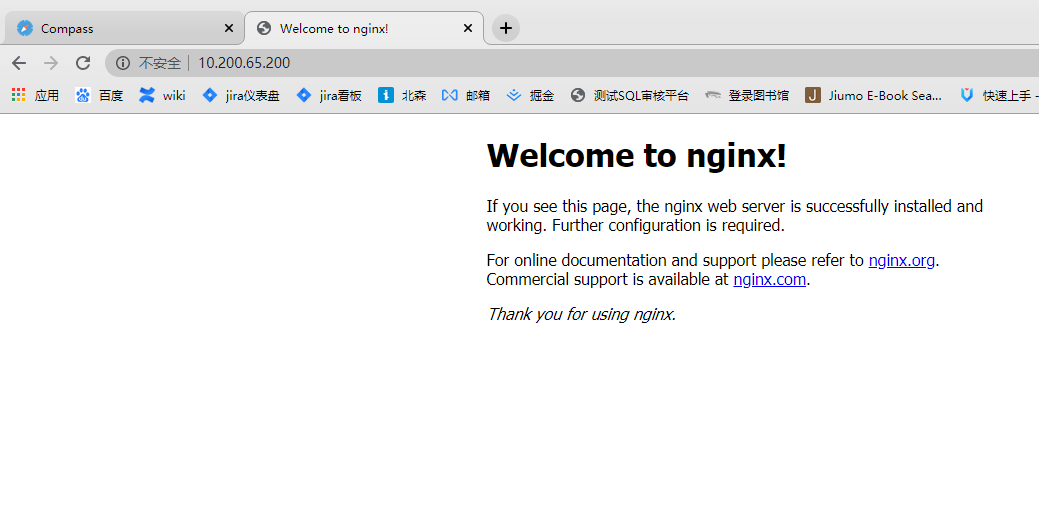 Compass
Welcome to nginx!
不安全 10.200.65.200
应用 百度 wiki jira仪表盘 jira看板 北森 邮箱 掘金 测试SQL审核平台 登录图书馆 J Jiumo E-Book Sea... 快速上手 -
Welcome to nginx!
If you see this page, the nginx web server is successfully installed and
working. Further configuration is required.
For online documentation and support please refer to nginx.org.
Commercial support is available at nginx.com.
Thank you for using nginx.